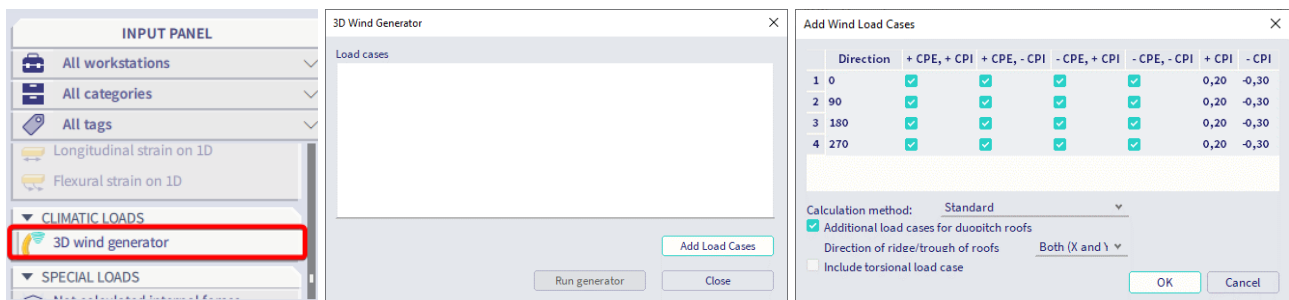 INPUT PANEL
All workstations
All categories
All tags
Longitudinal strain on 1D
Flexural strain on 1D
CLIMATIC LOADS
3D wind generator
SPECIAL LOADS
3D Wind Generator
Load cases
Add Load Cases
Run generator
Close
Add Wind Load Cases
Direction + CPE, + CPI + CPE, - CPI - CPE, + CPI - CPE, - CPI + CPI - CPI
1 0 0,20 -0,30
2 90 0,20 -0,30
3 180 0,20 -0,30
4 270 0,20 -0,30
Calculation method: Standard
Additional load cases for duopitch roofs
Direction of ridge/trough of roofs Both (X and Y
Include torsional load case
OK Cancel